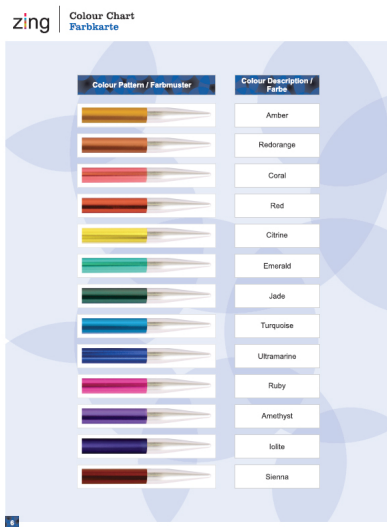 zing
Colour Chart
Farbkarte
Colour Pattern / Farbmuster
Colour Description /
Farbe
Amber
Redorange
Coral
Red
Citrine
Emerald
Jade
Turquoise
Ultramarine
Ruby
Amethyst
Iolite
Sienna
6